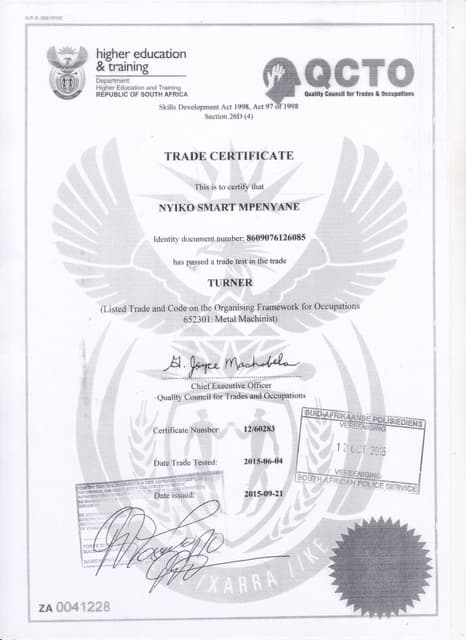 higher education
& training
Department:
Higher Education and Training
REPUBLIC OF SOUTH AFRICA
QCTO
Quality Council for Trades & Occupations
Skills Development Act 1998, Act 97 of 1998
Section 26D (4)
TRADE CERTIFICATE
This is to certify that
NYIKO SMART MPENYANE
Identity document number: 8609076126085
has passed a trade test in the trade
TURNER
(Listed Trade and Code on the Organising Framework for Occupations
652301: Metal Machinist)
G. Joyce Mashabela
Chief Executive Officer
Quality Council for Trades and Occupations
SUID-AFRIKAANSE POLISIEDIENS
VEREENIGING
VEREENIGING
SOUTH AFRICAN POLICE SERVICE
Certificate Number: 12/60283
Date Trade Tested: 2015-06-04
Date issued: 2015-09-21
IXARRA //KE
ZA 0041228